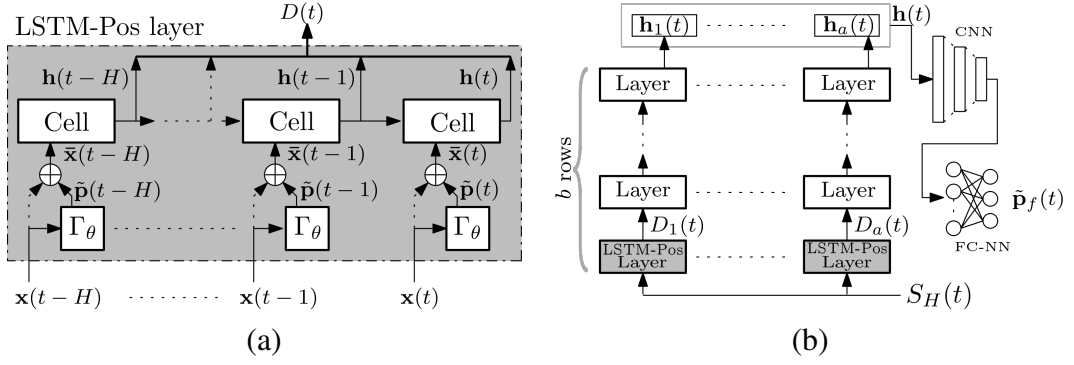 LSTM-Pos layer
D(t)
h(t − H)
h(t − 1)
h(t)
Cell
Cell
Cell
x̄(t − H)
x̄(t − 1)
x̄(t)
p̃(t − H)
p̃(t − 1)
p̃(t)
Γθ
Γθ
Γθ
x(t − H)
x(t − 1)
x(t)
(a)
h1(t)
ha(t)
h(t)
CNN
Layer
Layer
b rows
Layer
Layer
D1(t)
Da(t)
LSTM-Pos
Layer
LSTM-Pos
Layer
p̃f(t)
FC-NN
SH(t)
(b)